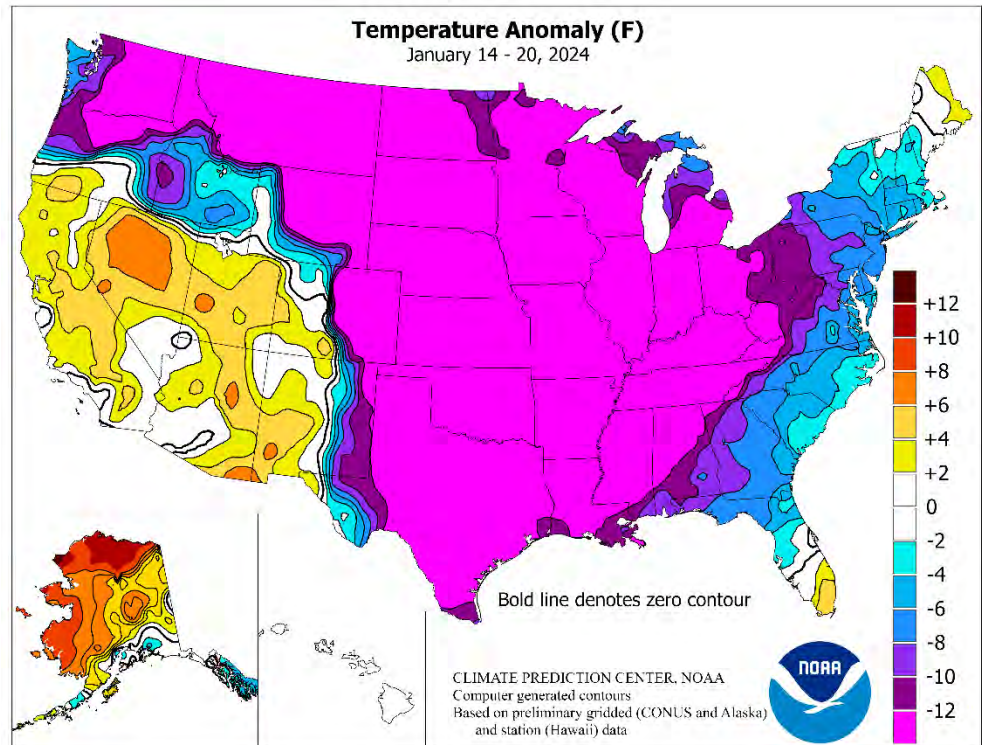 Temperature Anomaly (F)
January 14 - 20, 2024
+12
+10
+8
+6
+4
+2
0
-2
-4
-6
-8
-10
-12
Bold line denotes zero contour
NOAA
CLIMATE PREDICTION CENTER, NOAA
Computer generated contours
Based on preliminary gridded (CONUS and Alaska)
and station (Hawaii) data